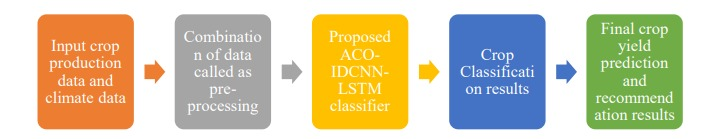 Input crop
production
data and
climate data
Combinatio
n of data
called as
pre-
processing
Proposed
ACO-
IDCNN-
LSTM
classifier
Crop
Classificati
on results
Final crop
yield
prediction
and
recommend
ation results